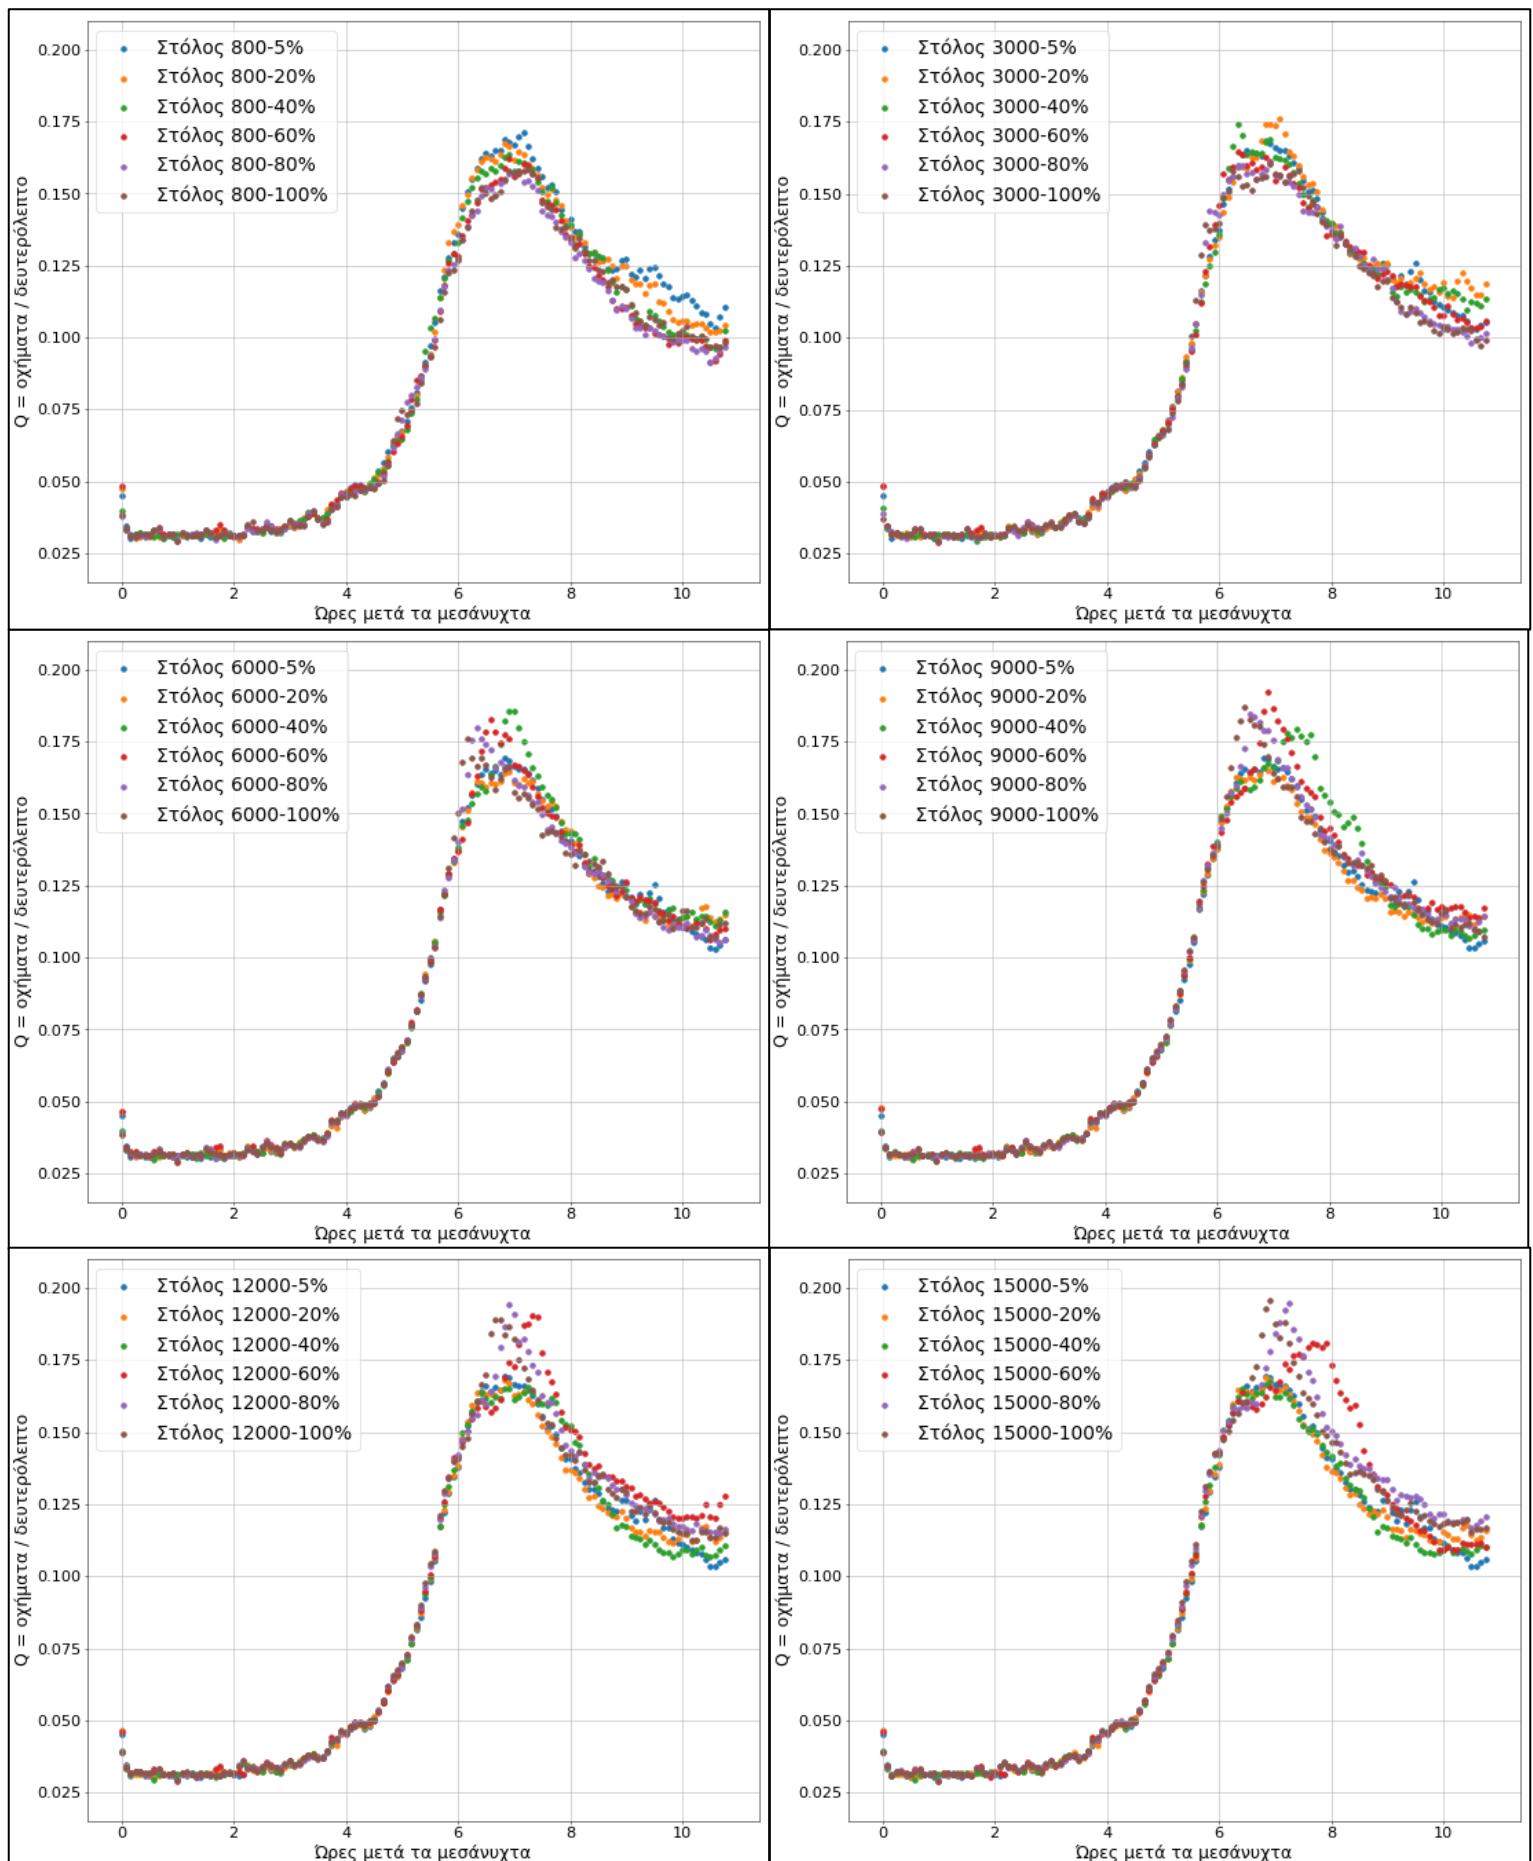 0.200
0.175
0.150
0.125
0.100
0.075
0.050
0.025
Q = οχήματα / δευτερόλεπτο
Στόλος 800-5%
Στόλος 800-20%
Στόλος 800-40%
Στόλος 800-60%
Στόλος 800-80%
Στόλος 800-100%
0 2 4 6 8 10
Ώρες μετά τα μεσάνυχτα
0.200
0.175
0.150
0.125
0.100
0.075
0.050
0.025
Q = οχήματα / δευτερόλεπτο
Στόλος 3000-5%
Στόλος 3000-20%
Στόλος 3000-40%
Στόλος 3000-60%
Στόλος 3000-80%
Στόλος 3000-100%
0 2 4 6 8 10
Ώρες μετά τα μεσάνυχτα
0.200
0.175
0.150
0.125
0.100
0.075
0.050
0.025
Q = οχήματα / δευτερόλεπτο
Στόλος 6000-5%
Στόλος 6000-20%
Στόλος 6000-40%
Στόλος 6000-60%
Στόλος 6000-80%
Στόλος 6000-100%
0 2 4 6 8 10
Ώρες μετά τα μεσάνυχτα
0.200
0.175
0.150
0.125
0.100
0.075
0.050
0.025
Q = οχήματα / δευτερόλεπτο
Στόλος 9000-5%
Στόλος 9000-20%
Στόλος 9000-40%
Στόλος 9000-60%
Στόλος 9000-80%
Στόλος 9000-100%
0 2 4 6 8 10
Ώρες μετά τα μεσάνυχτα
0.200
0.175
0.150
0.125
0.100
0.075
0.050
0.025
Q = οχήματα / δευτερόλεπτο
Στόλος 12000-5%
Στόλος 12000-20%
Στόλος 12000-40%
Στόλος 12000-60%
Στόλος 12000-80%
Στόλος 12000-100%
0 2 4 6 8 10
Ώρες μετά τα μεσάνυχτα
0.200
0.175
0.150
0.125
0.100
0.075
0.050
0.025
Q = οχήματα / δευτερόλεπτο
Στόλος 15000-5%
Στόλος 15000-20%
Στόλος 15000-40%
Στόλος 15000-60%
Στόλος 15000-80%
Στόλος 15000-100%
0 2 4 6 8 10
Ώρες μετά τα μεσάνυχτα